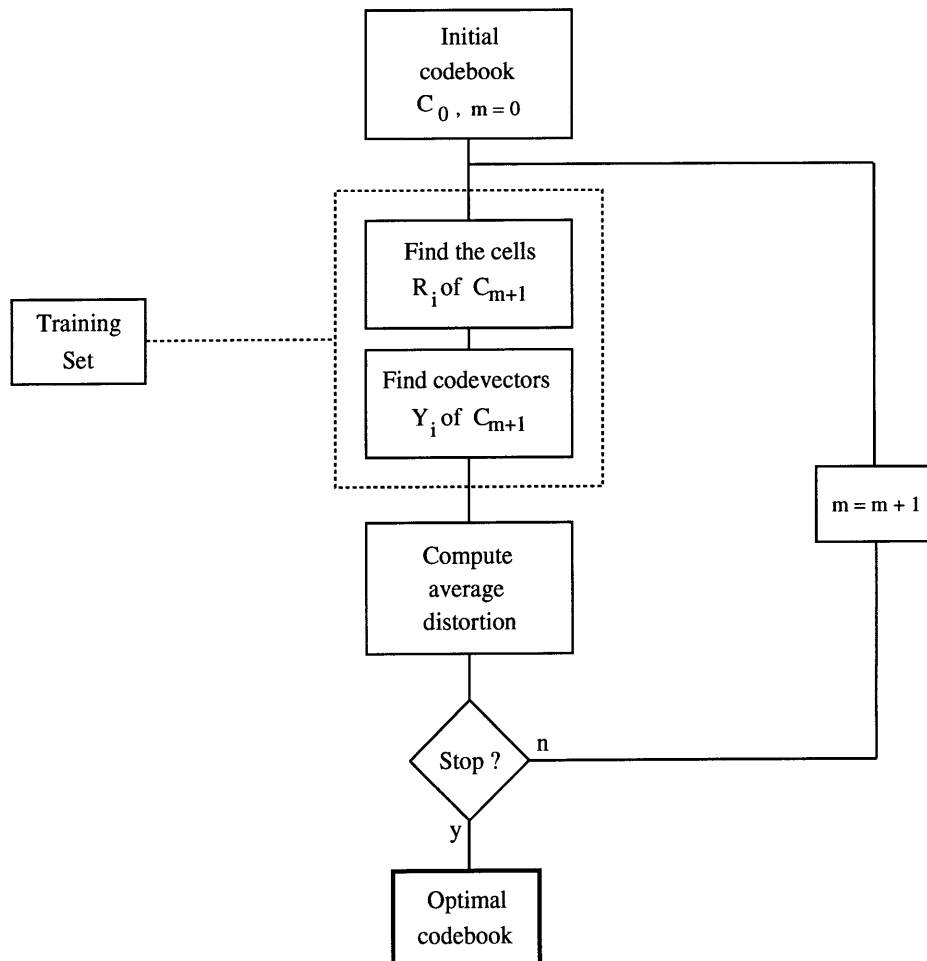 Initial
codebook
C0 , m = 0
Find the cells
Ri of Cm+1
Training
Set
Find codevectors
Yi of Cm+1
m = m + 1
Compute
average
distortion
Stop ?
n
y
Optimal
codebook